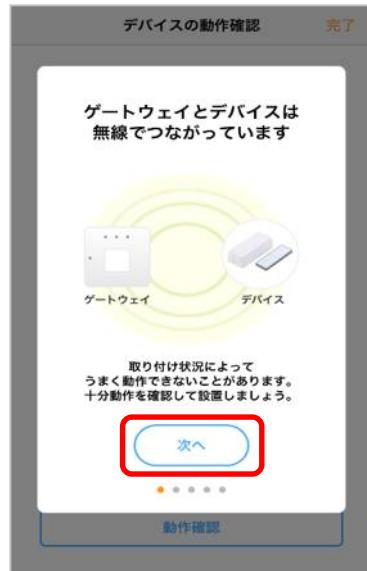 デバイスの動作確認 完了
ゲートウェイとデバイスは
無線でつながっています
ゲートウェイ デバイス
取り付け状況によって
うまく動作できないことがあります。
十分動作を確認して設置しましょう。
次へ
動作確認